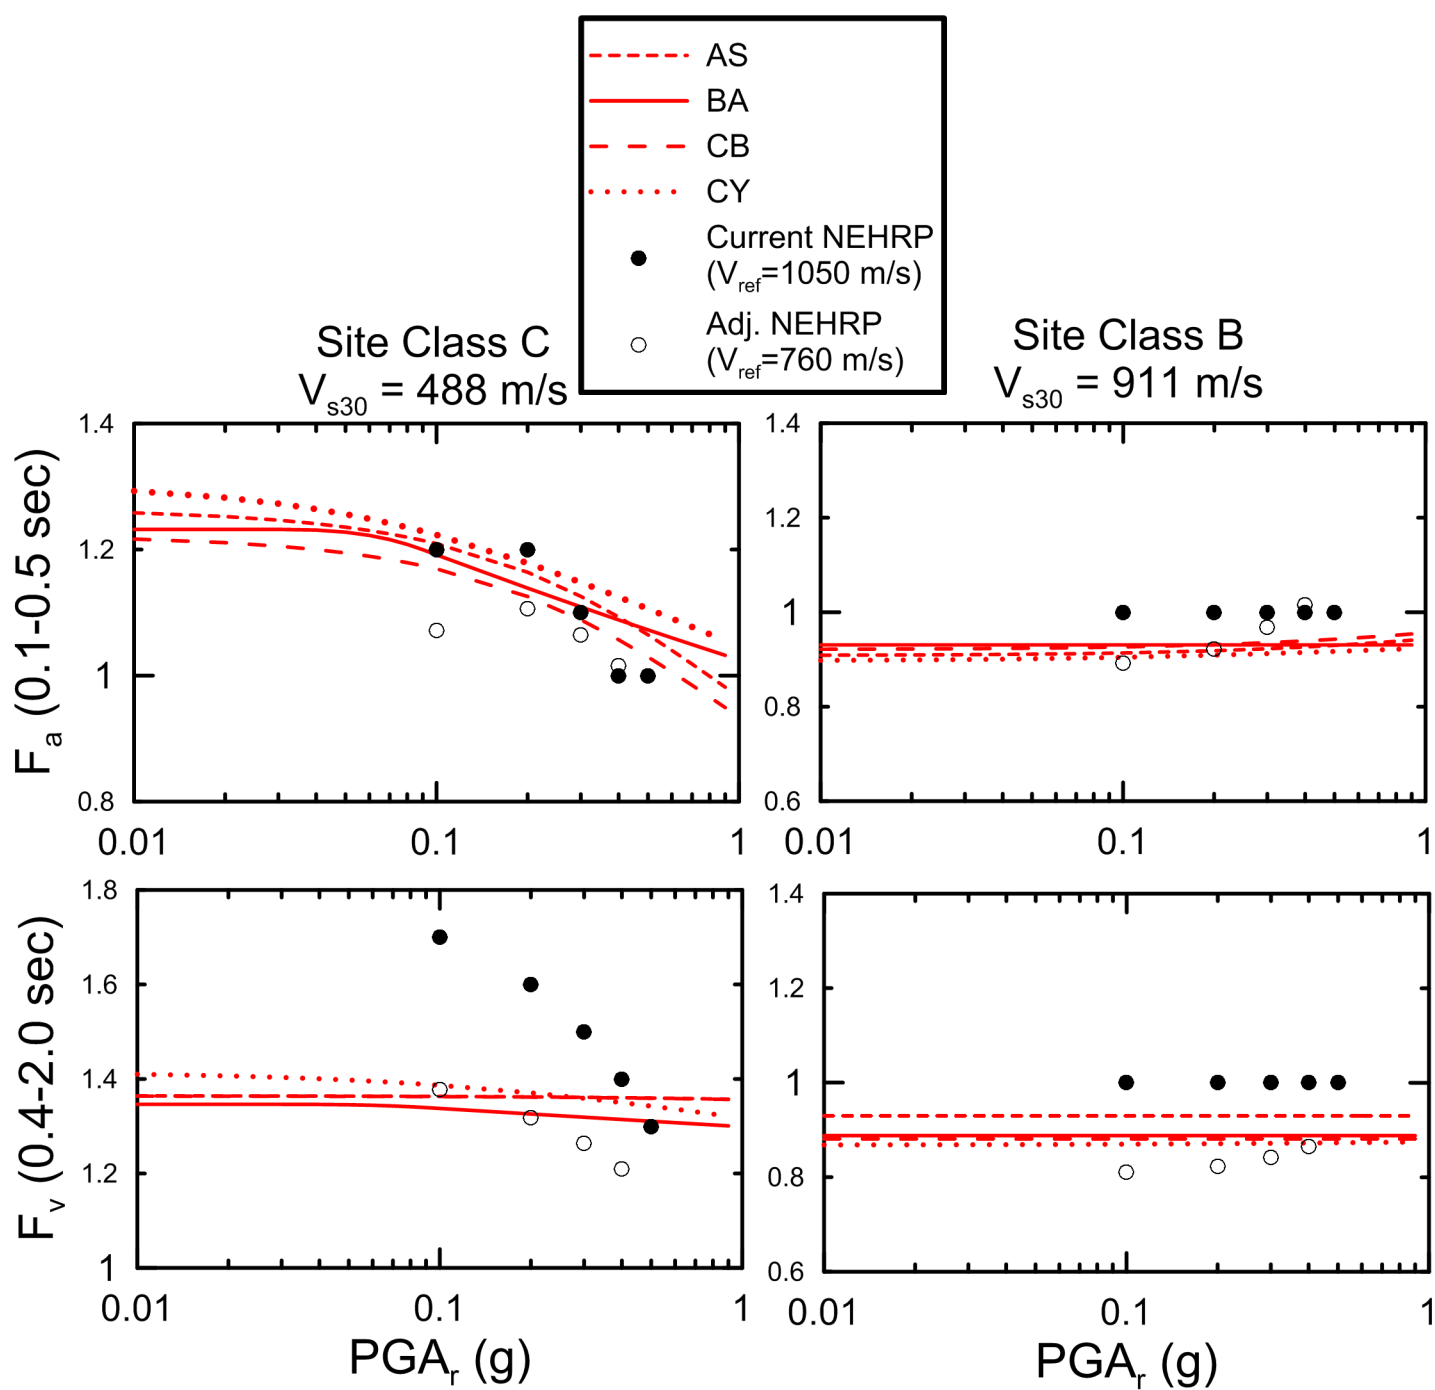 AS
BA
CB
CY
Current NEHRP
(Vref=1050 m/s)
Adj. NEHRP
(Vref=760 m/s)
Site Class C
Vs30 = 488 m/s
Site Class B
Vs30 = 911 m/s
Fa (0.1-0.5 sec)
1.4
1.2
1
0.8
0.01
0.1
1
1.4
1.2
1
0.8
0.6
0.01
0.1
1
Fv (0.4-2.0 sec)
1.8
1.6
1.4
1.2
1
0.01
0.1
1
PGAr (g)
1.4
1.2
1
0.8
0.6
0.01
0.1
1
PGAr (g)